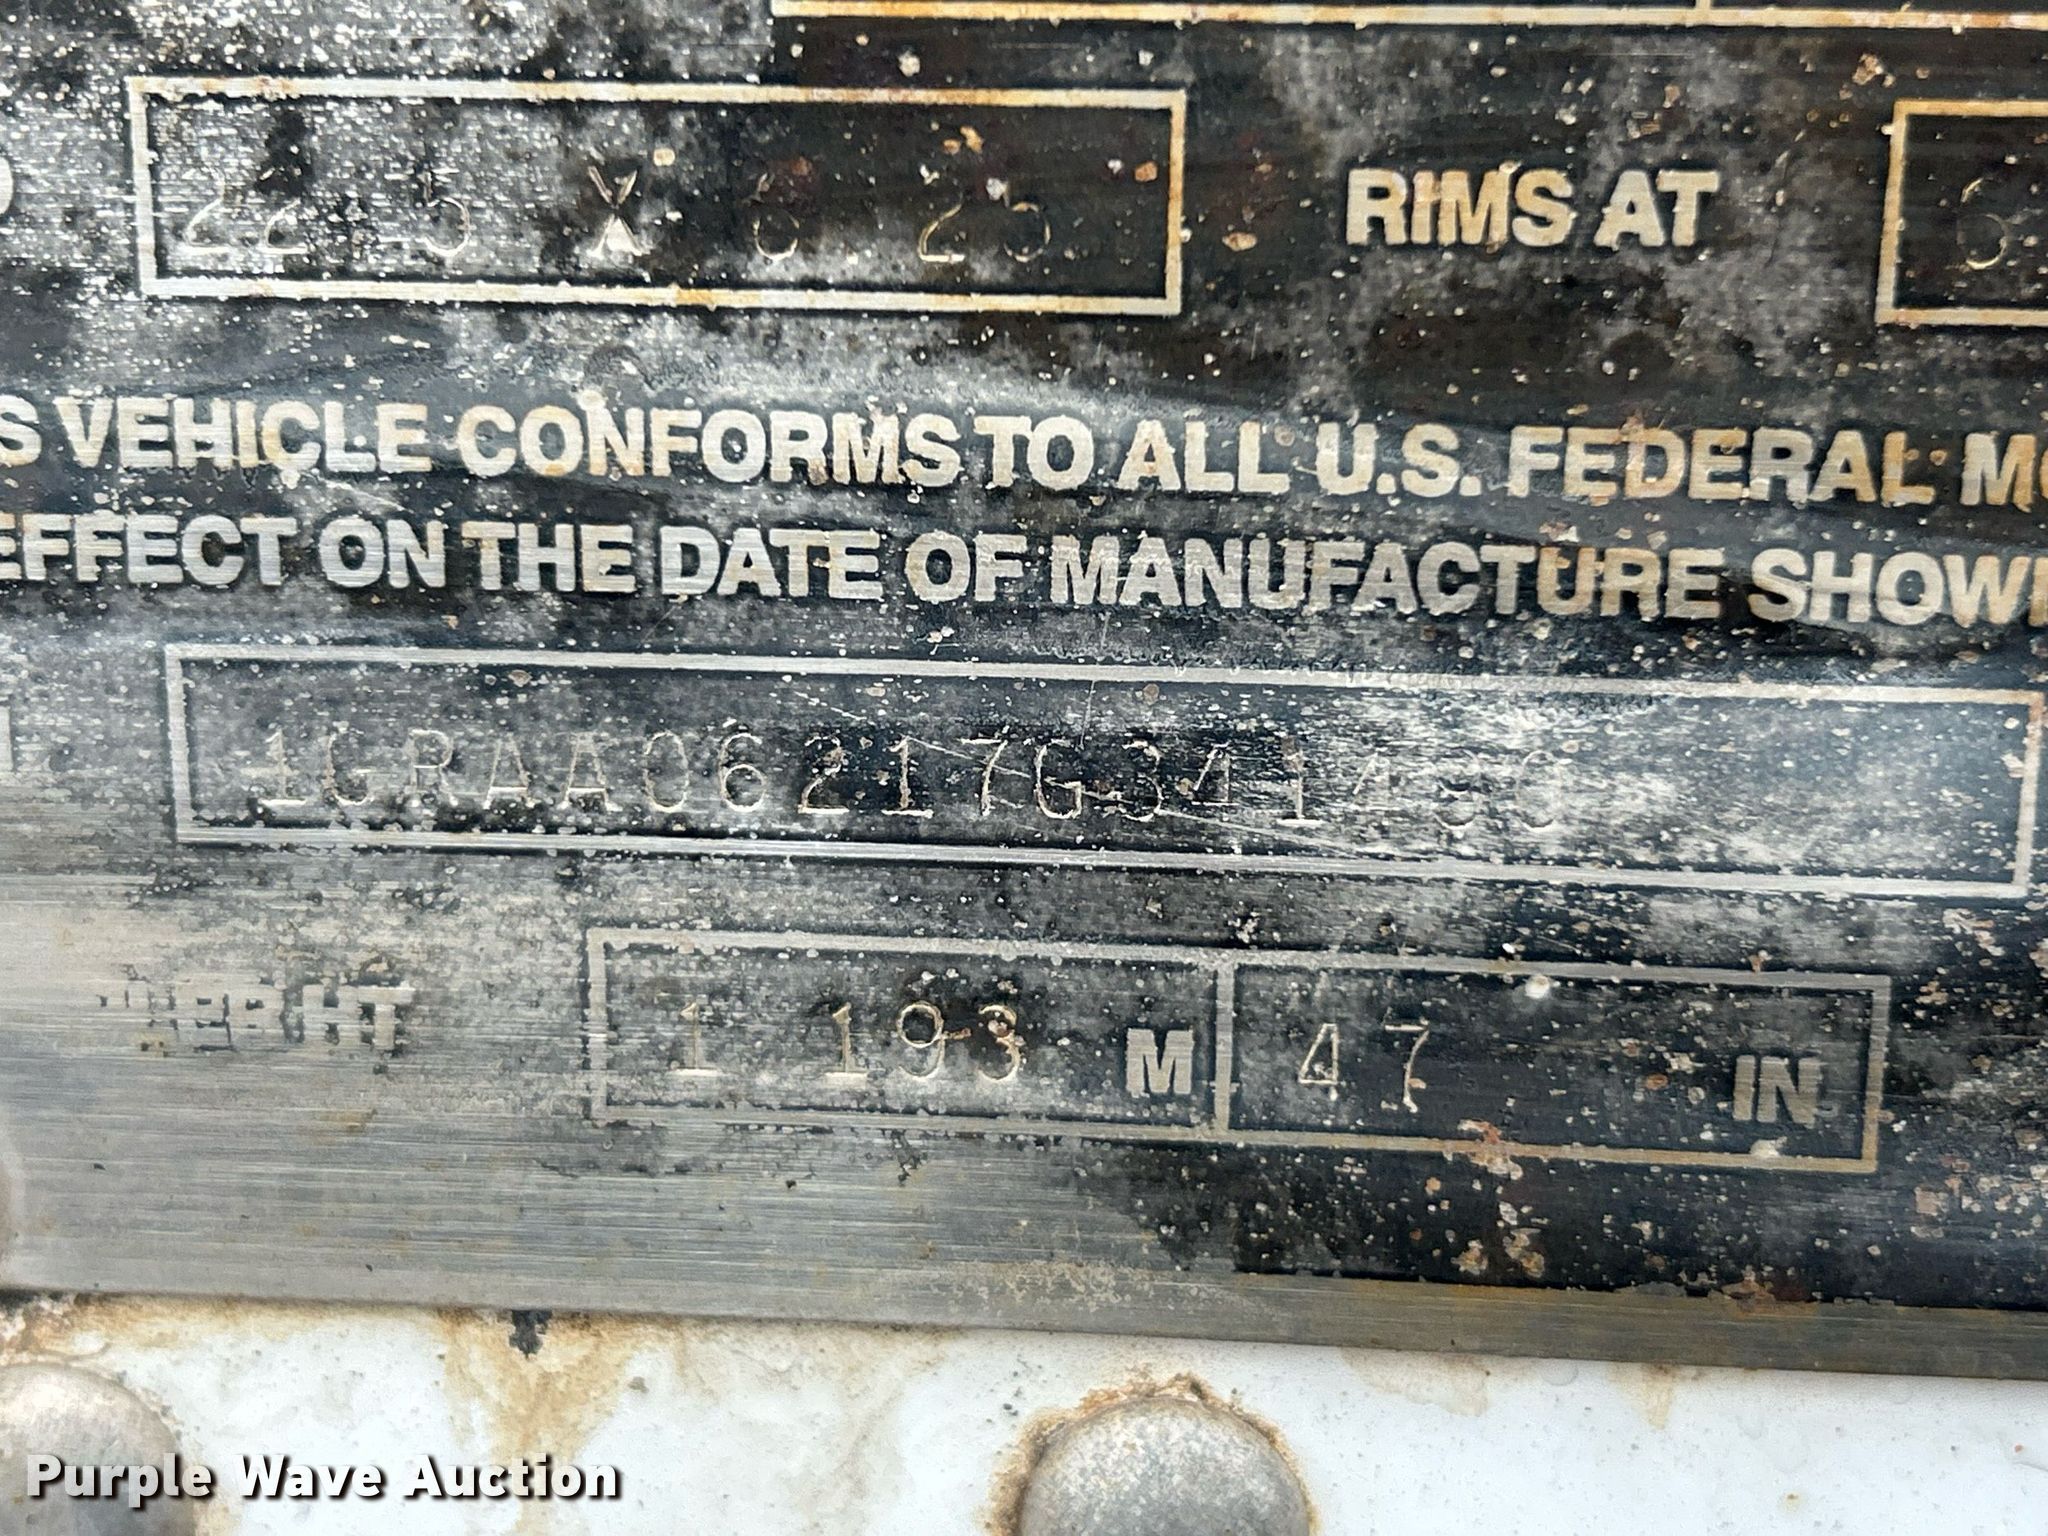 22.5 X 8.25 RIMS AT
S VEHICLE CONFORMS TO ALL U.S. FEDERAL
EFFECT ON THE DATE OF MANUFACTURE SHOW
1GRAA06217G341490
1 193 M 47 IN
Purple Wave Auction